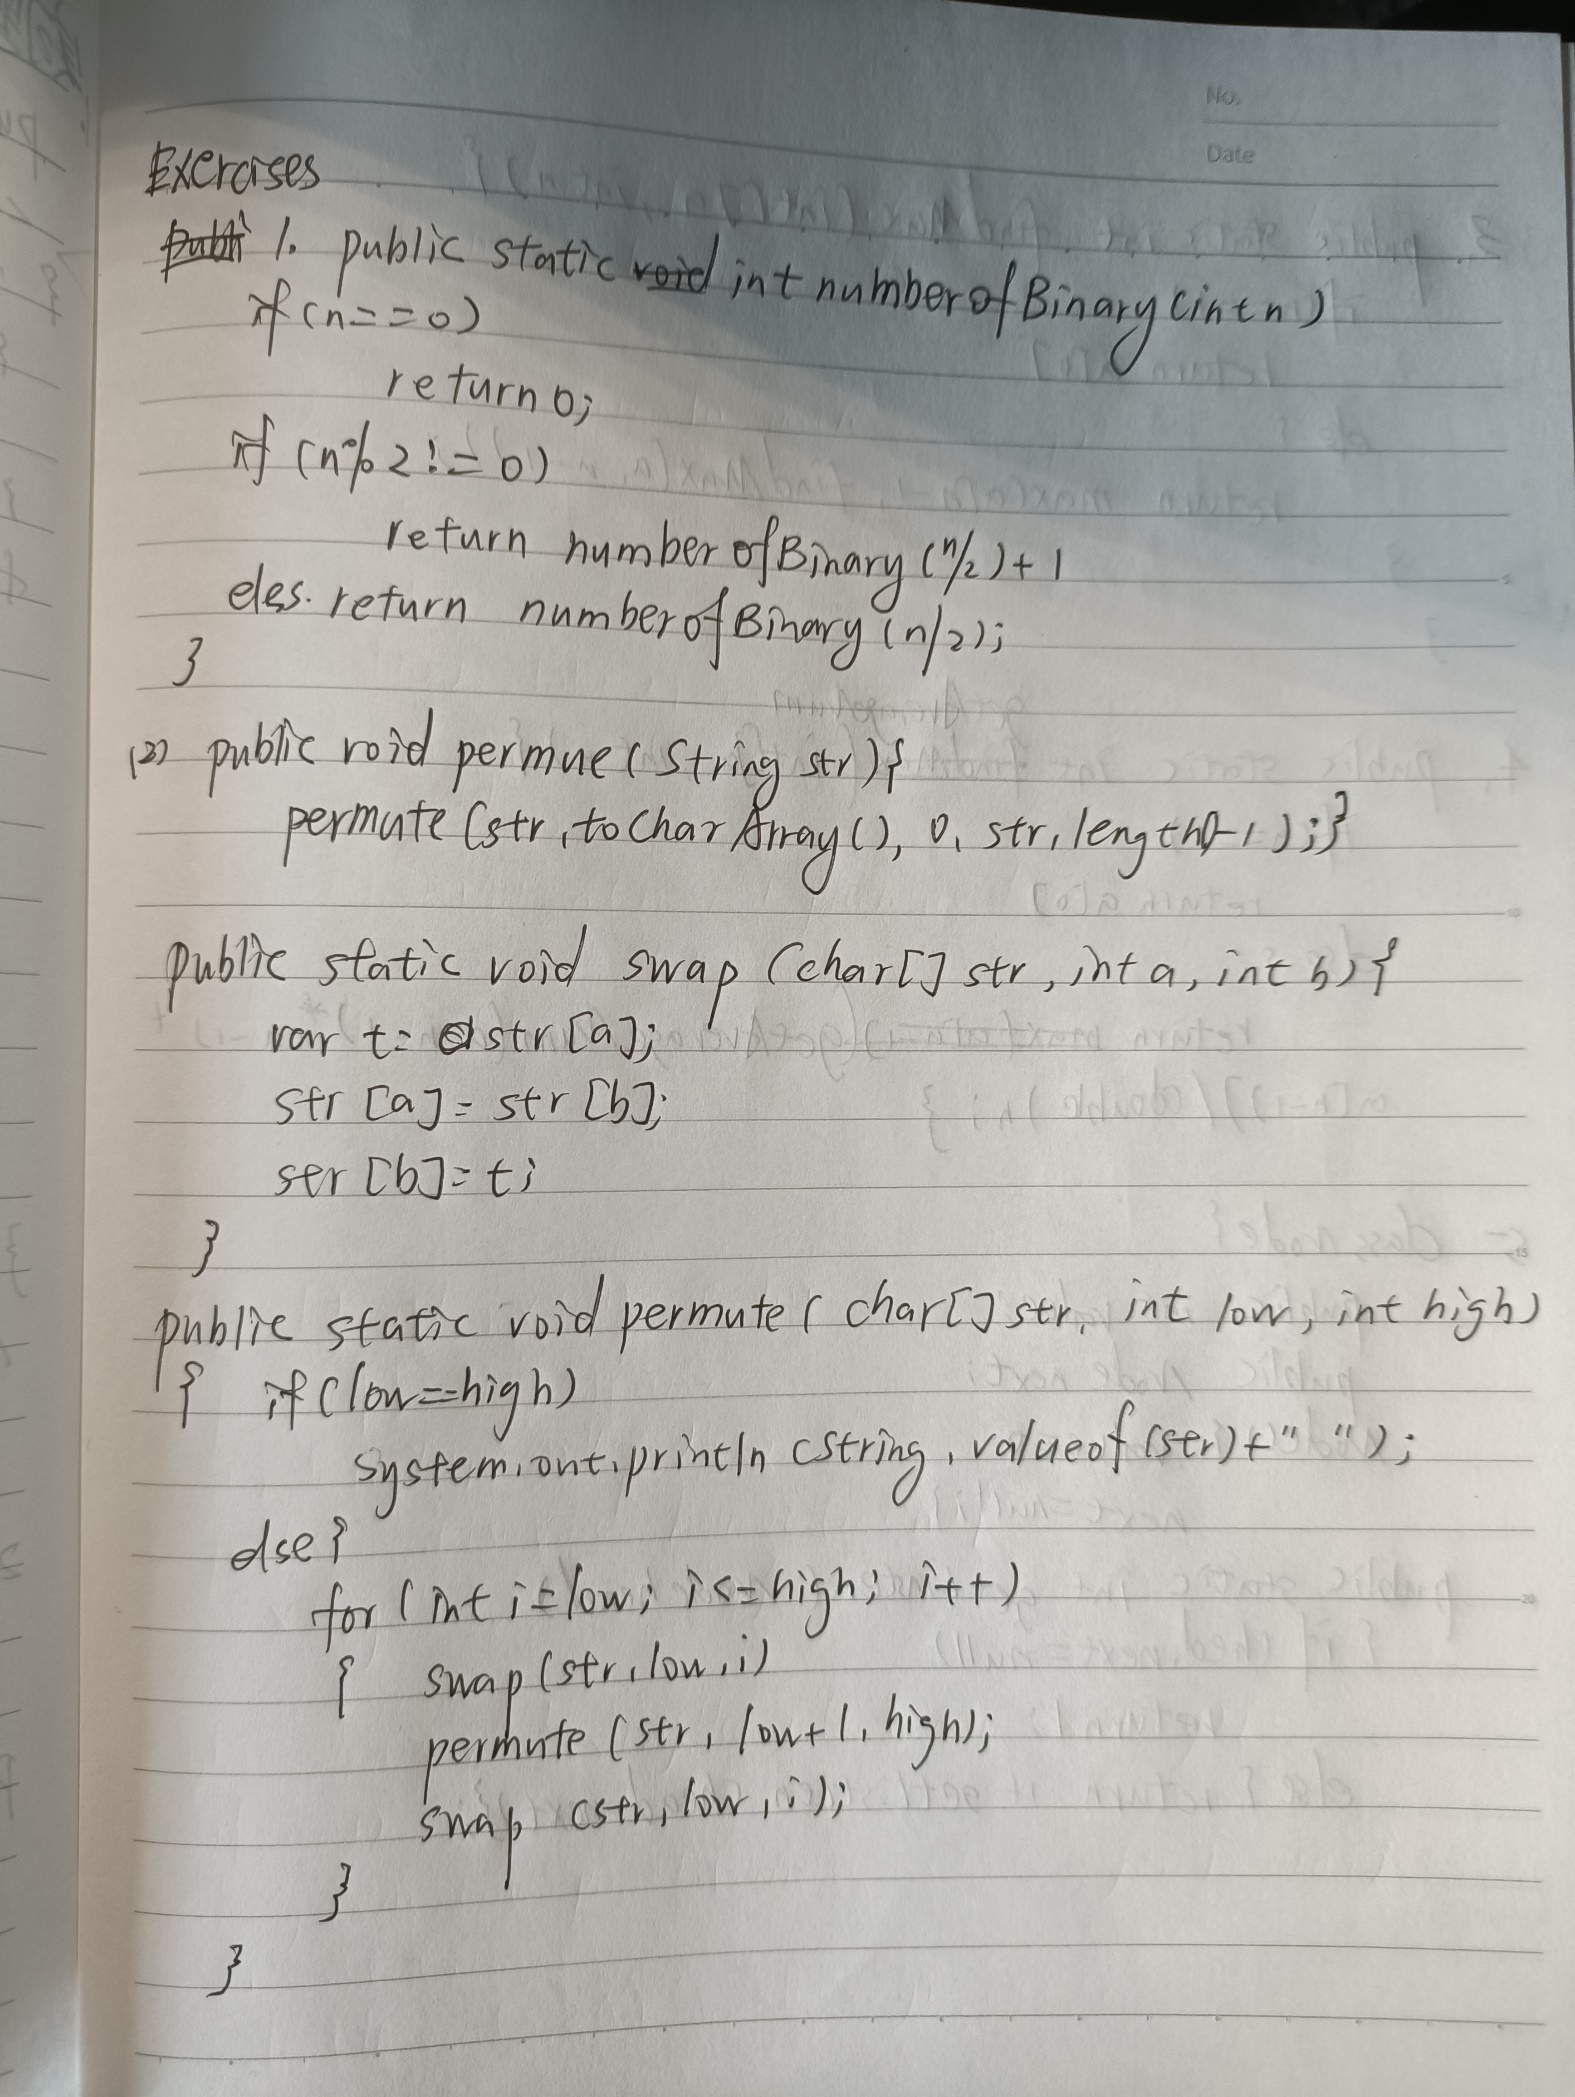 No.
Date
Exercises
1. public static int numberofBinary(int n)
if (n==0)
return 0;
if (n%2!=0)
return numberofBinary(n/2)+1
eles. return numberofBinary(n/2);
}
(2) public void permue(String str){
permute(str.toCharArray(), 0, str.length()-1);}
public static void swap (char[] str, int a, int b){
var t= str[a];
str[a]=str[b];
ser[b]=t;
}
public static void permute(char[] str, int low, int high)
{ if(low==high)
system.out.println(string.valueof(str)+" ");
else{
for(int i=low; i<=high; i++)
{ swap(str,low,i)
permute(str, low+1, high);
swap (str, low, i);
}
}